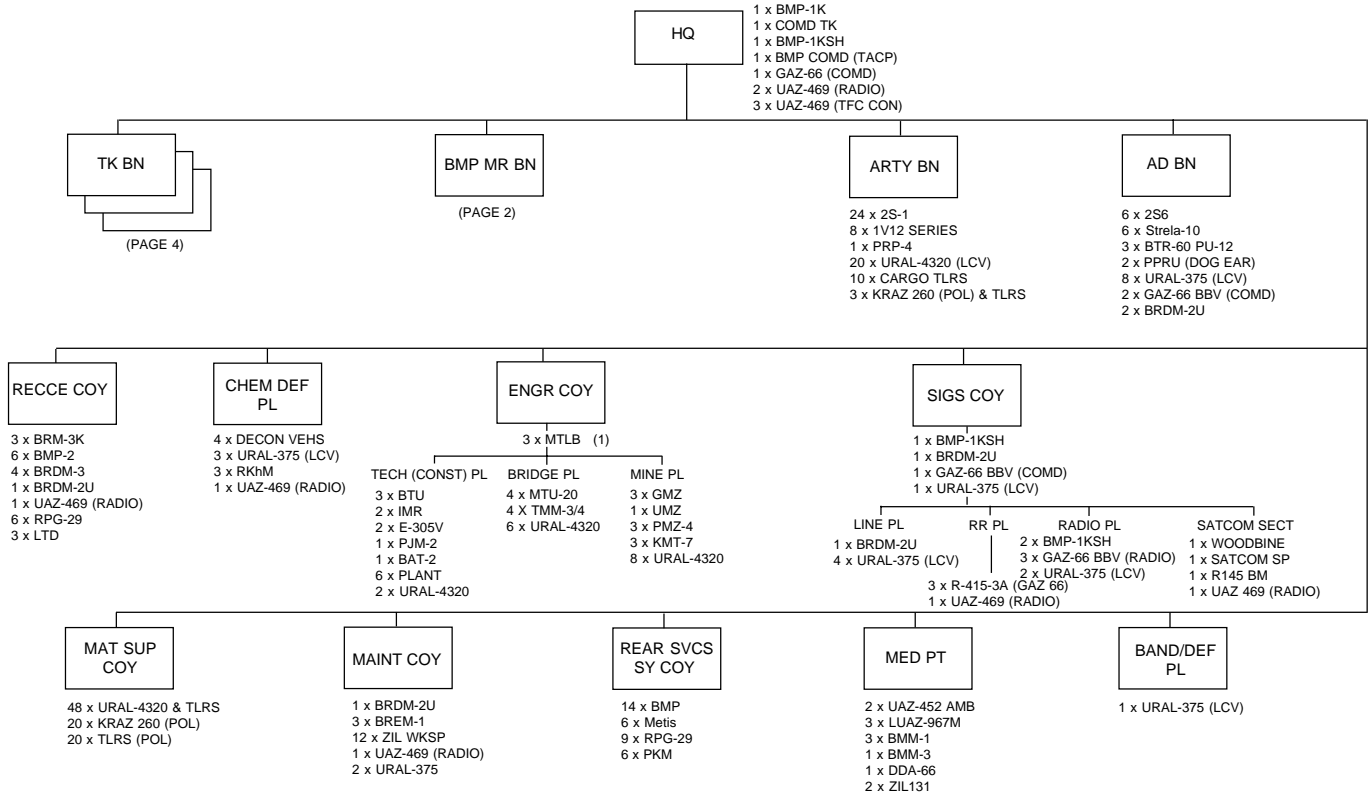 HQ
1 x BMP-1K
1 x COMD TK
1 x BMP-1KSH
1 x BMP COMD (TACP)
1 x GAZ-66 (COMD)
2 x UAZ-469 (RADIO)
3 x UAZ-469 (TFC CON)
TK BN
(PAGE 4)
BMP MR BN
(PAGE 2)
ARTY BN
24 x 2S-1
8 x 1V12 SERIES
1 x PRP-4
20 x URAL-4320 (LCV)
10 x CARGO TLRS
3 x KRAZ 260 (POL) & TLRS
AD BN
6 x 2S6
6 x Strela-10
3 x BTR-60 PU-12
2 x PPRU (DOG EAR)
8 x URAL-375 (LCV)
2 x GAZ-66 BBV (COMD)
2 x BRDM-2U
RECCE COY
3 x BRM-3K
6 x BMP-2
4 x BRDM-3
1 x BRDM-2U
1 x UAZ-469 (RADIO)
6 x RPG-29
3 x LTD
CHEM DEF
PL
4 x DECON VEHS
3 x URAL-375 (LCV)
3 x RKhM
1 x UAZ-469 (RADIO)
ENGR COY
3 x MTLB (1)
TECH (CONST) PL
3 x BTU
2 x IMR
2 x E-305V
1 x PJM-2
1 x BAT-2
6 x PLANT
2 x URAL-4320
BRIDGE PL
4 x MTU-20
4 X TMM-3/4
6 x URAL-4320
MINE PL
3 x GMZ
1 x UMZ
3 x PMZ-4
3 x KMT-7
8 x URAL-4320
SIGS COY
1 x BMP-1KSH
1 x BRDM-2U
1 x GAZ-66 BBV (COMD)
1 x URAL-375 (LCV)
LINE PL
1 x BRDM-2U
4 x URAL-375 (LCV)
RR PL
3 x R-415-3A (GAZ 66)
1 x UAZ-469 (RADIO)
RADIO PL
2 x BMP-1KSH
3 x GAZ-66 BBV (RADIO)
2 x URAL-375 (LCV)
SATCOM SECT
1 x WOODBINE
1 x SATCOM SP
1 x R145 BM
1 x UAZ 469 (RADIO)
MAT SUP
COY
48 x URAL-4320 & TLRS
20 x KRAZ 260 (POL)
20 x TLRS (POL)
MAINT COY
1 x BRDM-2U
3 x BREM-1
12 x ZIL WKSP
1 x UAZ-469 (RADIO)
2 x URAL-375
REAR SVCS
SY COY
14 x BMP
6 x Metis
9 x RPG-29
6 x PKM
MED PT
2 x UAZ-452 AMB
3 x LUAZ-967M
3 x BMM-1
1 x BMM-3
1 x DDA-66
2 x ZIL131
BAND/DEF
PL
1 x URAL-375 (LCV)